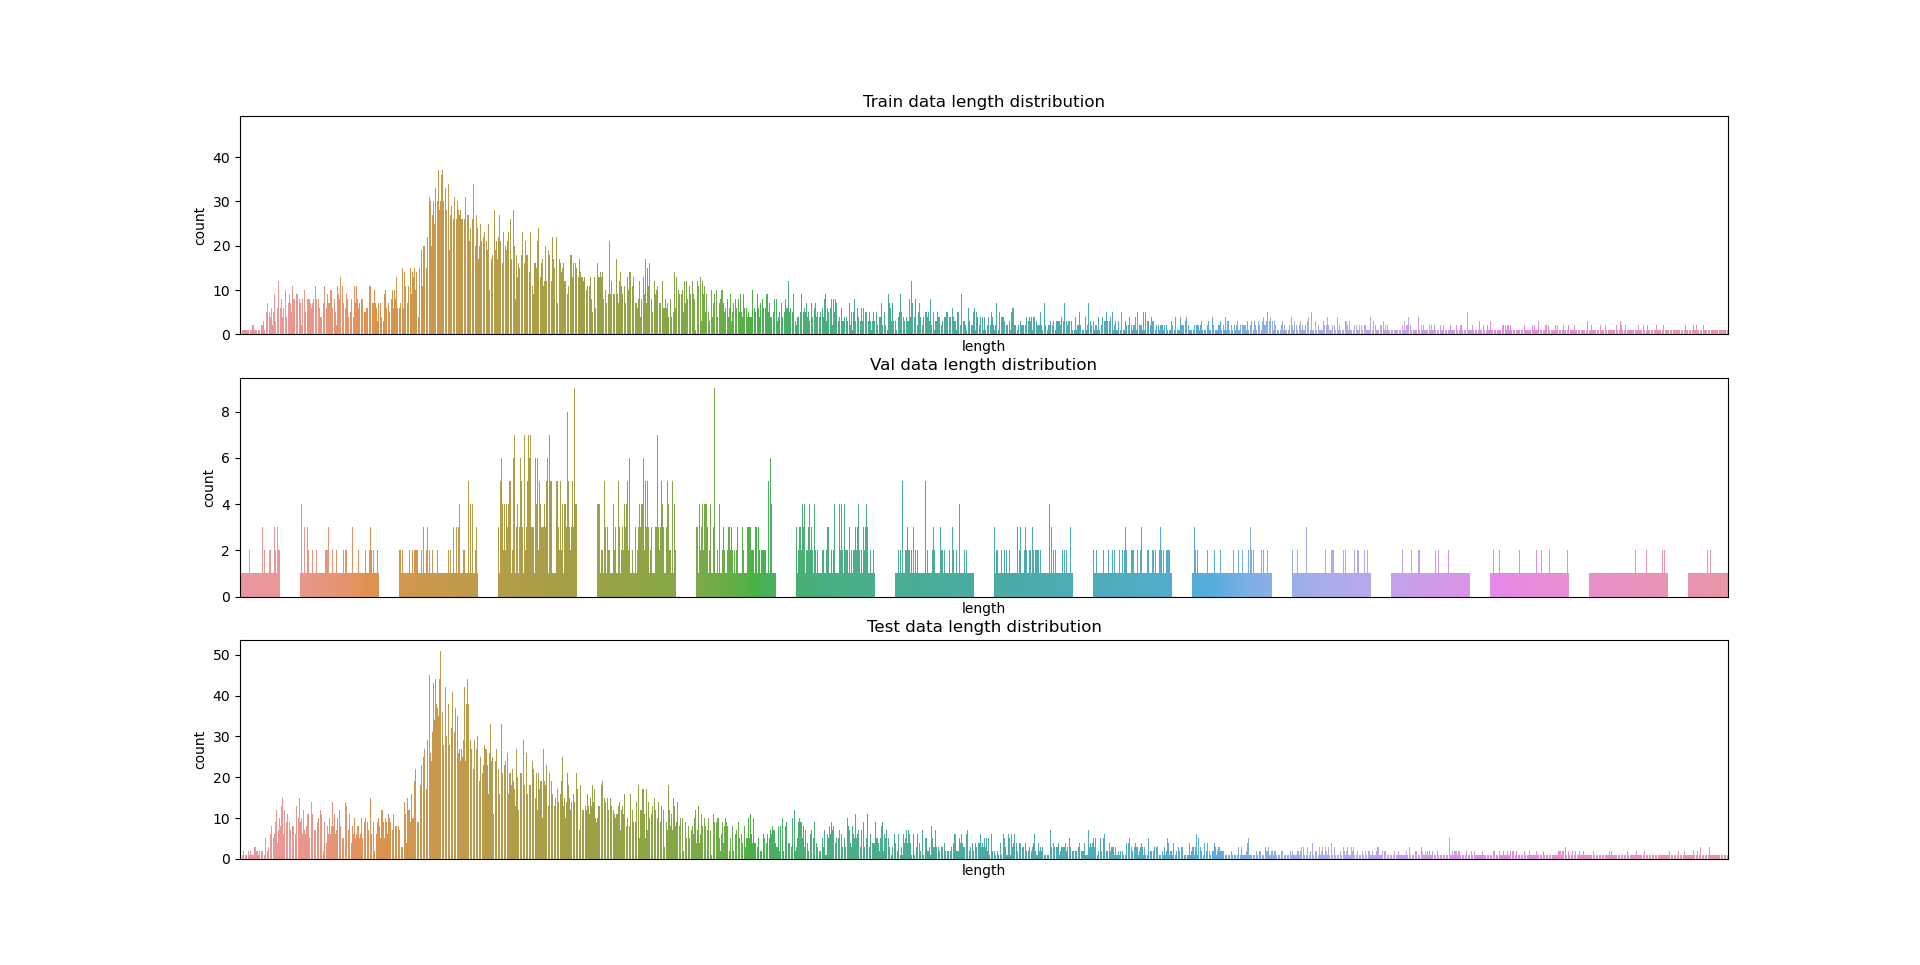 Train data length distribution
40
30
20
10
0
count
length
Val data length distribution
8
6
4
2
0
count
length
Test data length distribution
50
40
30
20
10
0
count
length